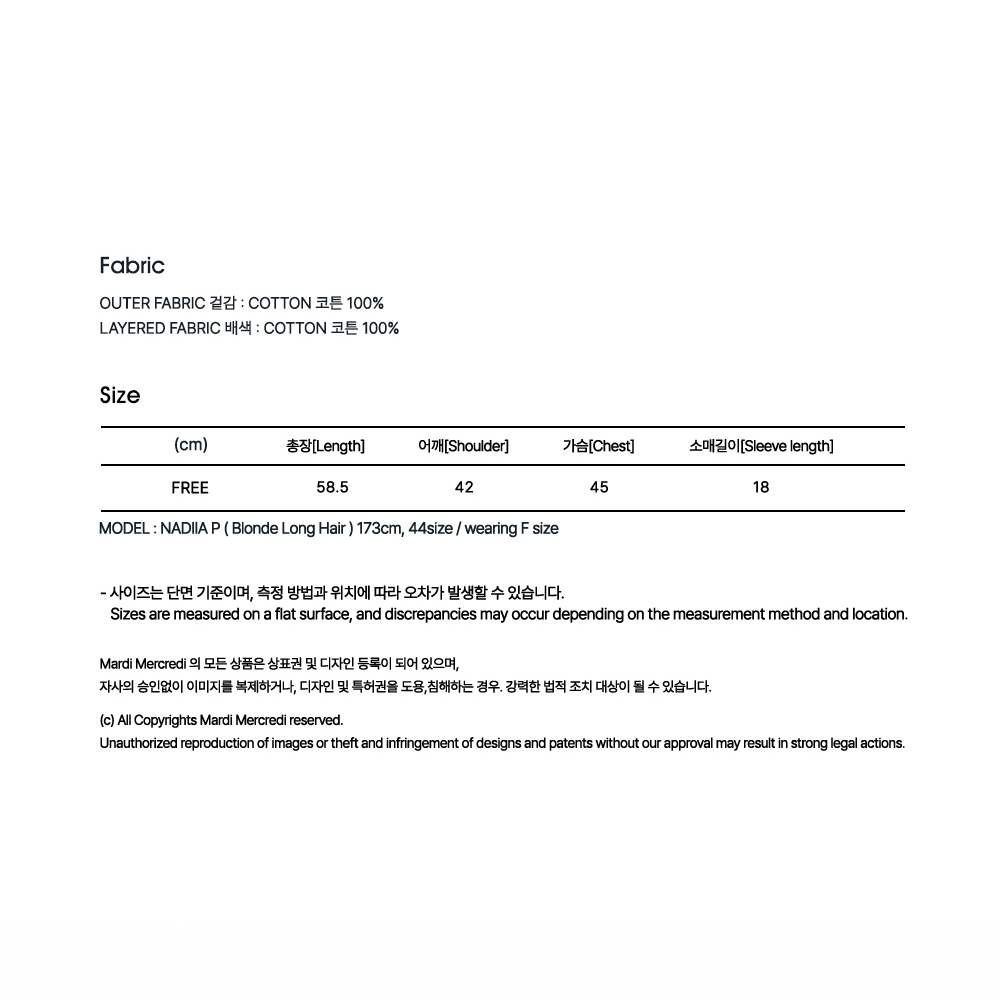 Fabric
OUTER FABRIC 겉감 : COTTON 코튼 100%
LAYERED FABRIC 배색 : COTTON 코튼 100%
Size
(cm) 총장[Length] 어깨[Shoulder] 가슴[Chest] 소매길이[Sleeve length]
FREE 58.5 42 45 18
MODEL : NADIIA P ( Blonde Long Hair ) 173cm, 44size / wearing F size
- 사이즈는 단면 기준이며, 측정 방법과 위치에 따라 오차가 발생할 수 있습니다.
Sizes are measured on a flat surface, and discrepancies may occur depending on the measurement method and location.
Mardi Mercredi 의 모든 상품은 상표권 및 디자인 등록이 되어 있으며,
자사의 승인없이 이미지를 복제하거나, 디자인 및 특허권을 도용,침해하는 경우. 강력한 법적 조치 대상이 될 수 있습니다.
(c) All Copyrights Mardi Mercredi reserved.
Unauthorized reproduction of images or theft and infringement of designs and patents without our approval may result in strong legal actions.